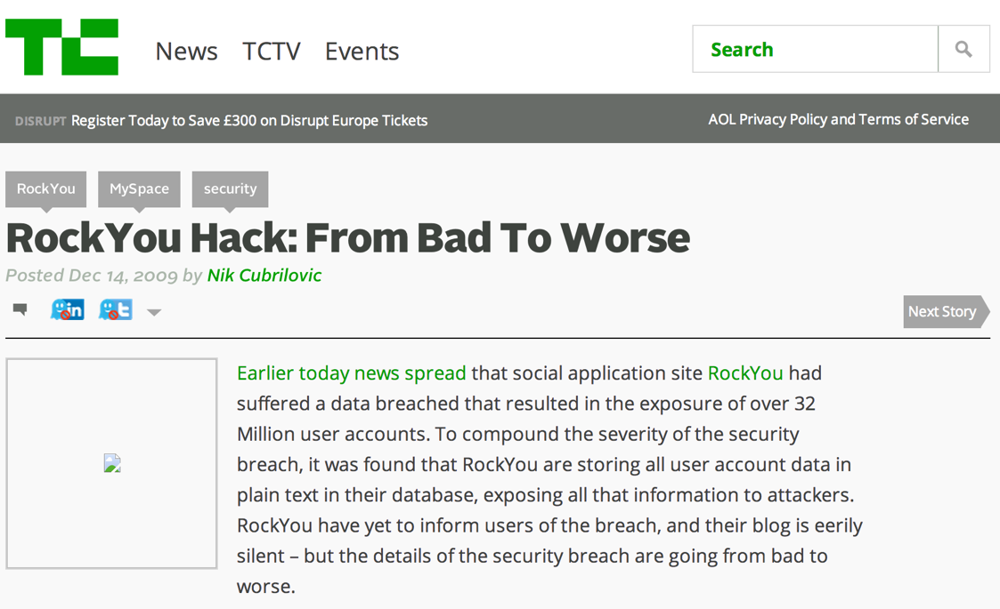 TC
News TCTV Events
Search
DISRUPT Register Today to Save £300 on Disrupt Europe Tickets
AOL Privacy Policy and Terms of Service
RockYou MySpace security
RockYou Hack: From Bad To Worse
Posted Dec 14, 2009 by Nik Cubrilovic
in t
Next Story
Earlier today news spread that social application site RockYou had
suffered a data breached that resulted in the exposure of over 32
Million user accounts. To compound the severity of the security
breach, it was found that RockYou are storing all user account data in
plain text in their database, exposing all that information to attackers.
RockYou have yet to inform users of the breach, and their blog is eerily
silent – but the details of the security breach are going from bad to
worse.